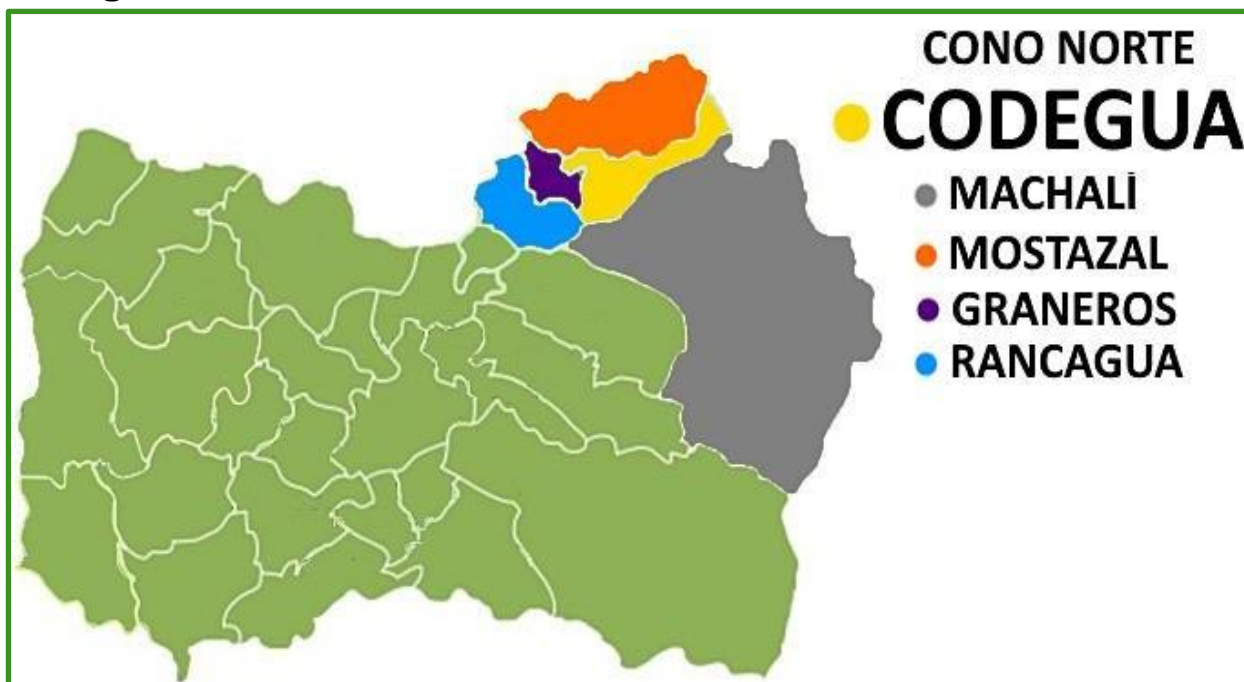 CONO NORTE
CODEGUA
MACHALÍ
MOSTAZAL
GRANEROS
RANCAGUA